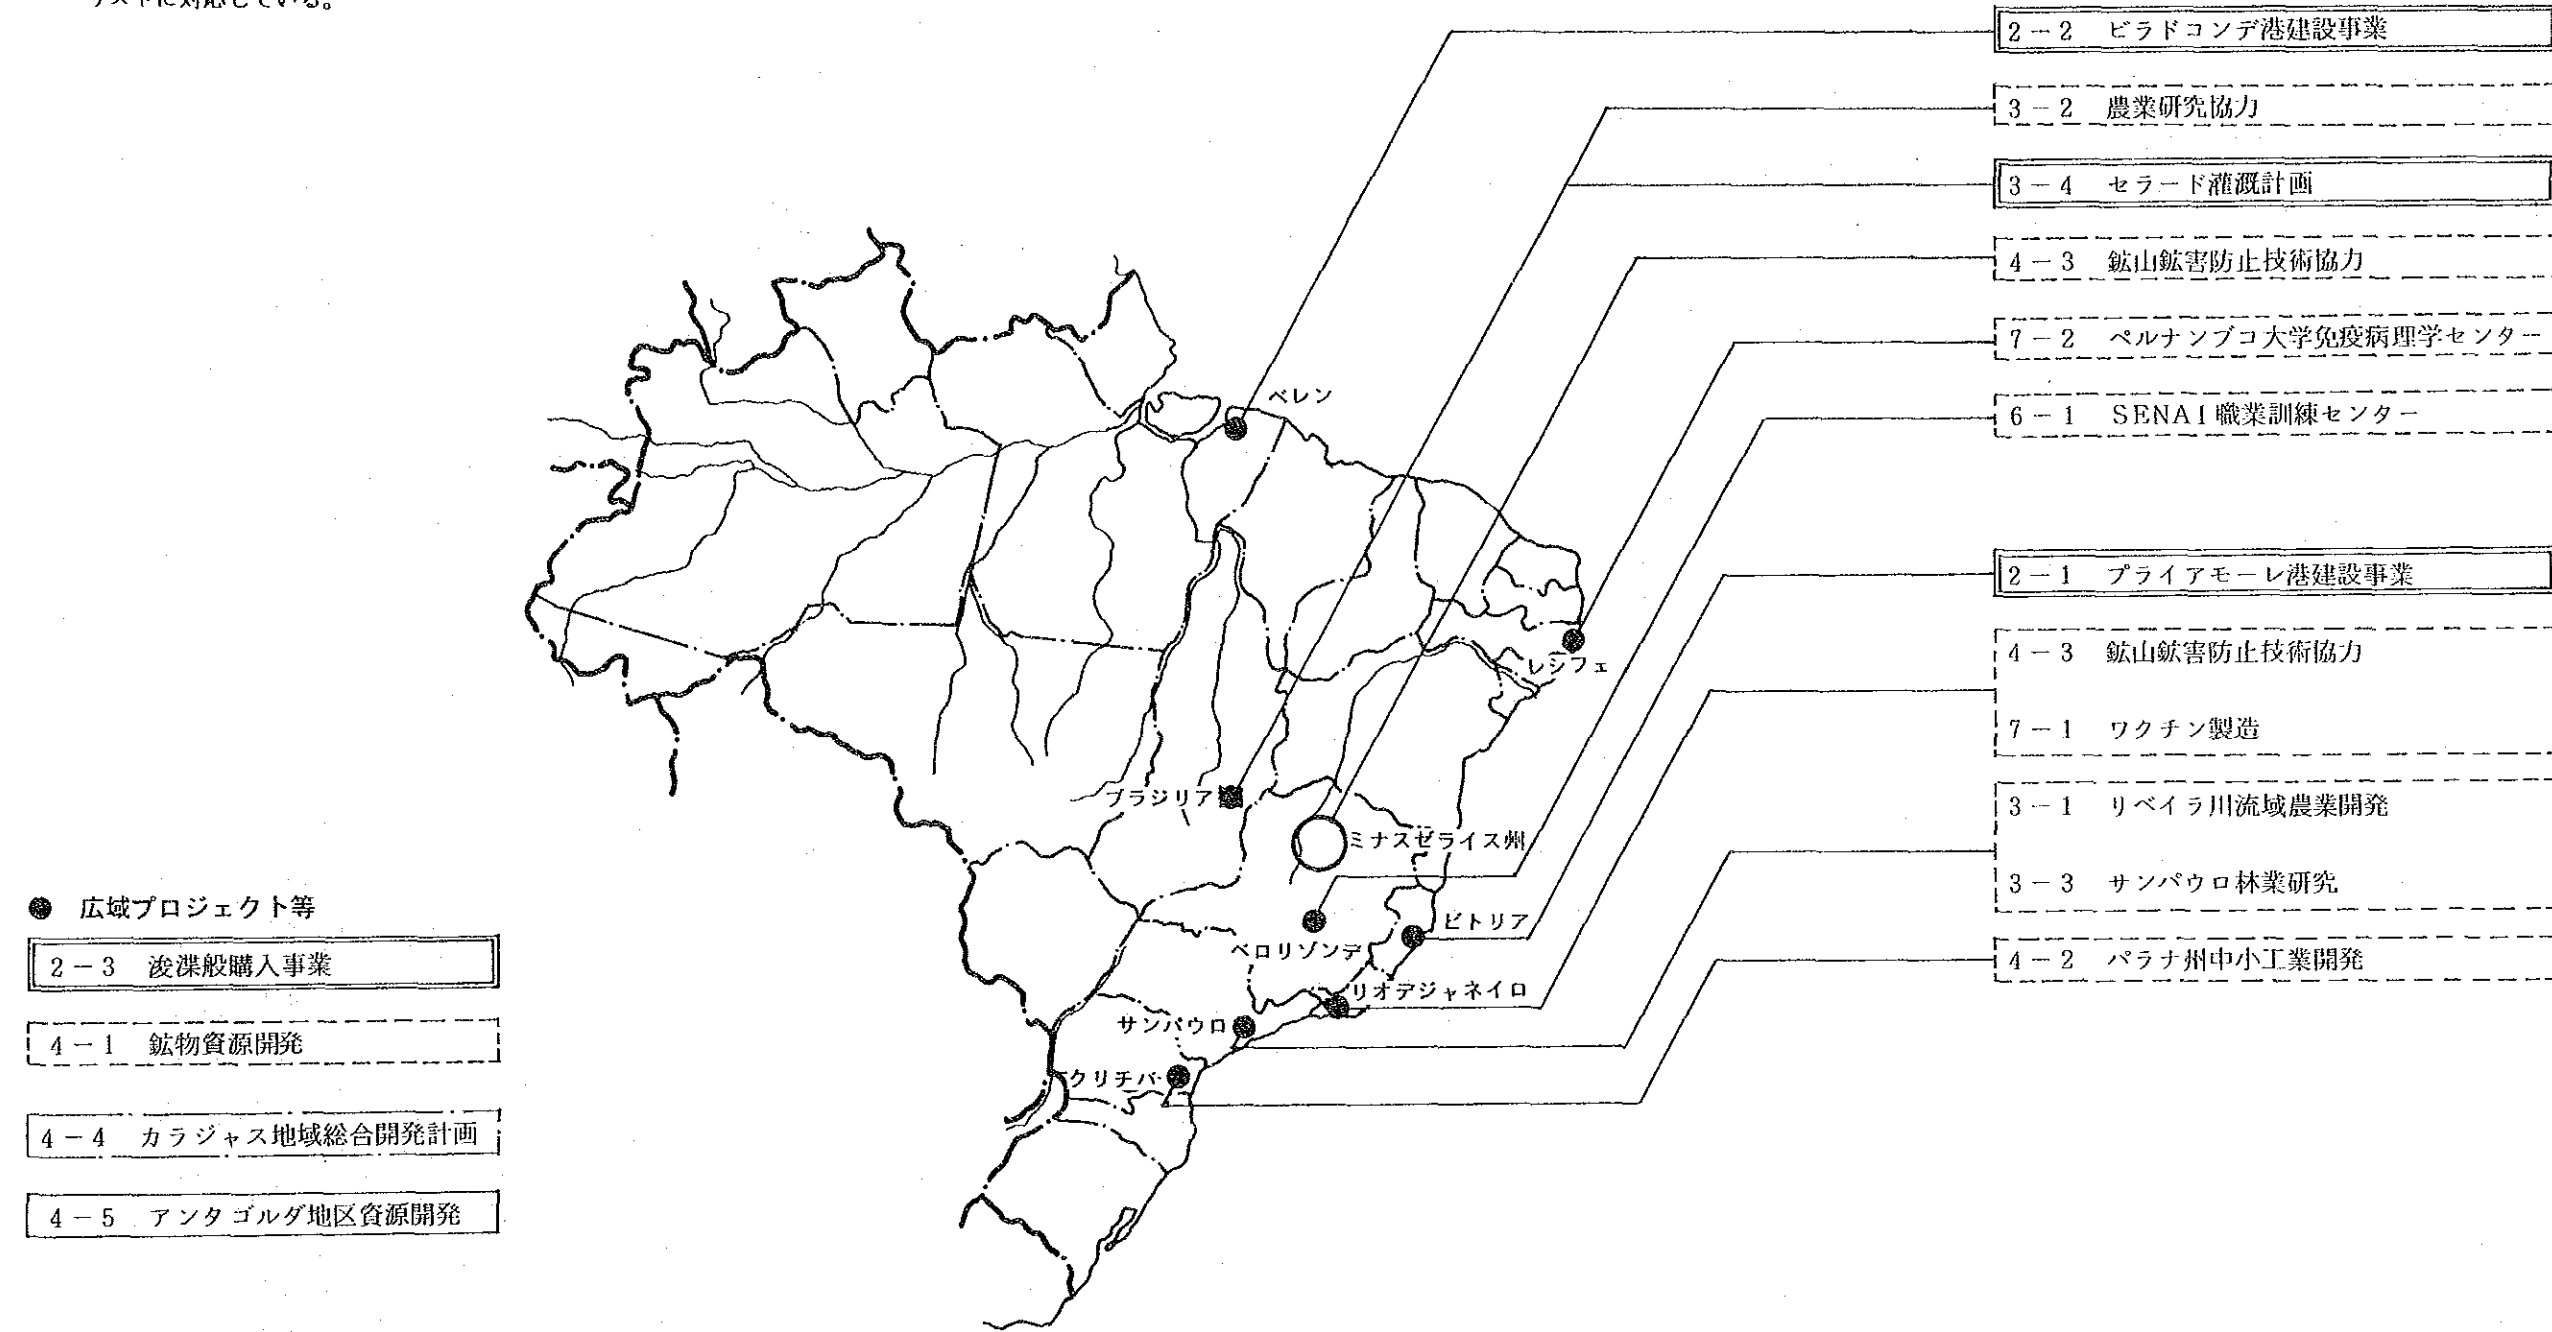 リストに対応している。
2-2 ビラドコンデ港建設事業
3-2 農業研究協力
3-4 セラード灌漑計画
4-3 鉱山鉱害防止技術協力
7-2 ペルナンブコ大学免疫病理学センター
6-1 SENAI職業訓練センター
2-1 プライアモーレ港建設事業
4-3 鉱山鉱害防止技術協力
7-1 ワクチン製造
3-1 リベイラ川流域農業開発
3-3 サンパウロ林業研究
4-2 パラナ州中小工業開発
ベレン
レシフェ
ブラジリア
ミナスゼライス州
ビトリア
ベロリゾンデ
リオデジャネイロ
サンパウロ
クリチバ
● 広域プロジェクト等
2-3 浚渫般購入事業
4-1 鉱物資源開発
4-4 カラジャス地域総合開発計画
4-5 アンタゴルダ地区資源開発